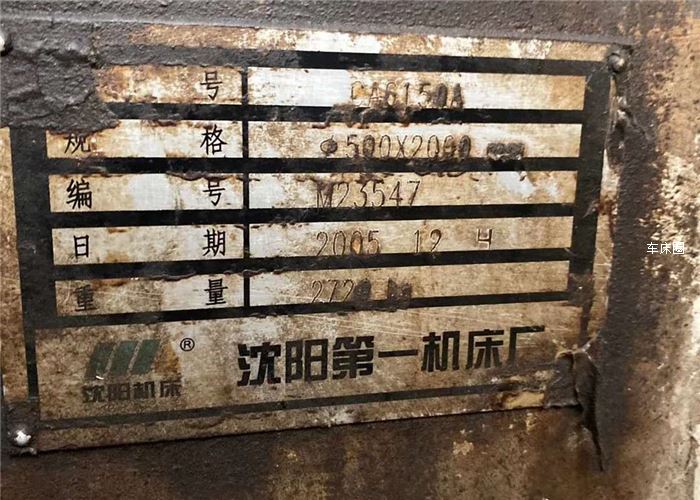 号 CA6150A
规格 Φ500X2000
编号 M23547
日期 2005 12 H
重量 272
沈阳机床 ®
沈阳第一机床厂
车床圈